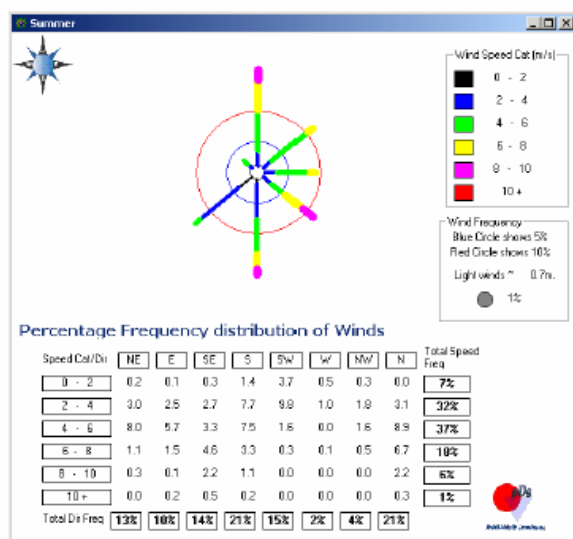 Summer
Wind Speed Cat (m/s)
0 - 2
2 - 4
4 - 6
6 - 8
8 - 10
10 +
Wind Frequency
Blue Circle shows 5%
Red Circle shows 10%
Light winds ~ 0.7m.
1%
Percentage Frequency distribution of Winds
Speed Cat/Dir NE E SE S SW W NW N Total Speed Freq
0 - 2 0.2 0.1 0.3 1.4 3.7 0.5 0.3 0.0 7%
2 - 4 3.0 2.5 2.7 7.7 9.8 1.0 1.8 3.1 32%
4 - 6 8.0 5.7 3.3 7.5 1.6 0.0 1.6 8.9 37%
6 - 8 1.1 1.5 4.6 3.3 0.3 0.1 0.5 6.7 18%
8 - 10 0.3 0.1 2.2 1.1 0.0 0.0 0.0 2.2 6%
10 + 0.0 0.2 0.5 0.2 0.0 0.0 0.0 0.3 1%
Total Dir Freq 13% 10% 14% 21% 15% 2% 4% 21%